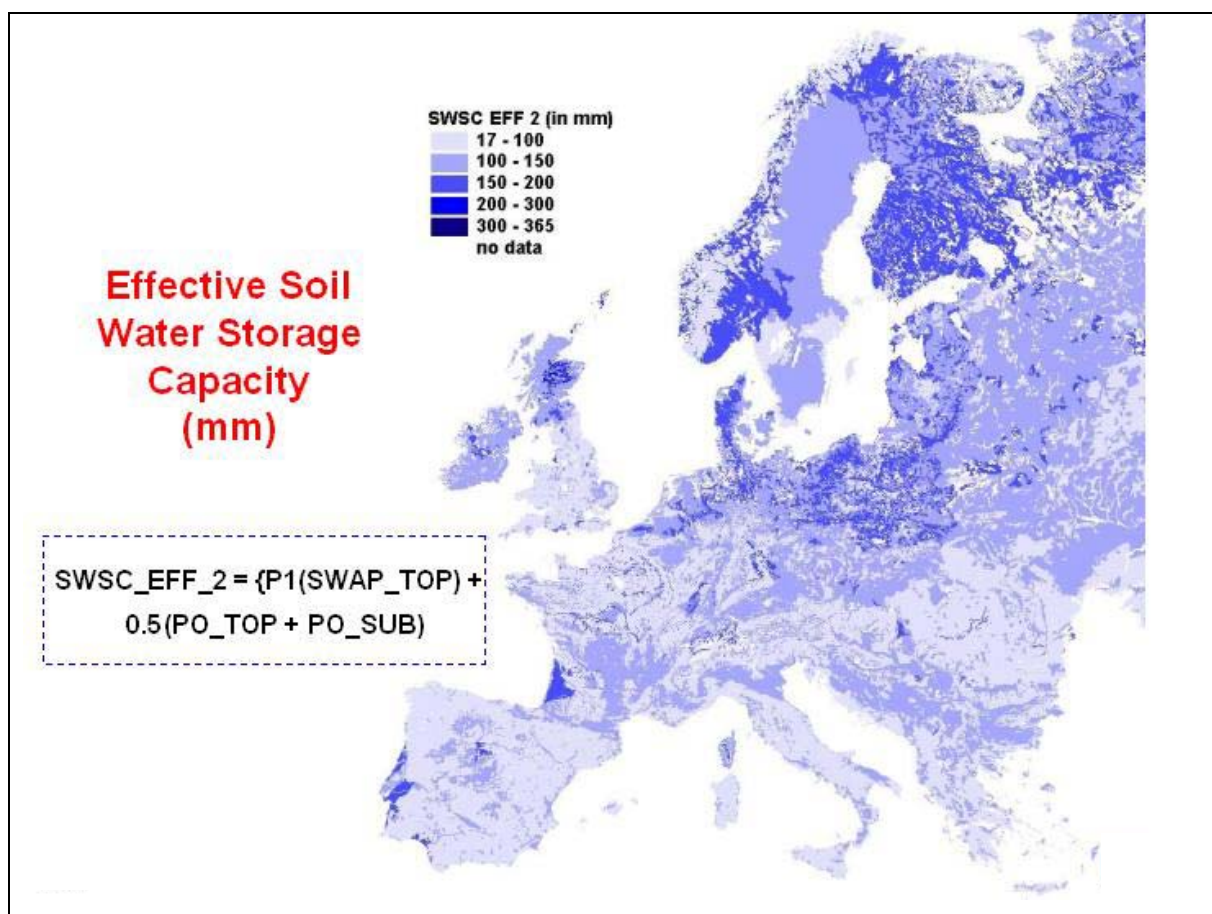 SWSC EFF 2 (in mm)
17 - 100
100 - 150
150 - 200
200 - 300
300 - 365
no data
Effective Soil
Water Storage
Capacity
(mm)
SWSC_EFF_2 = {P1(SWAP_TOP) +
0.5(PO_TOP + PO_SUB)